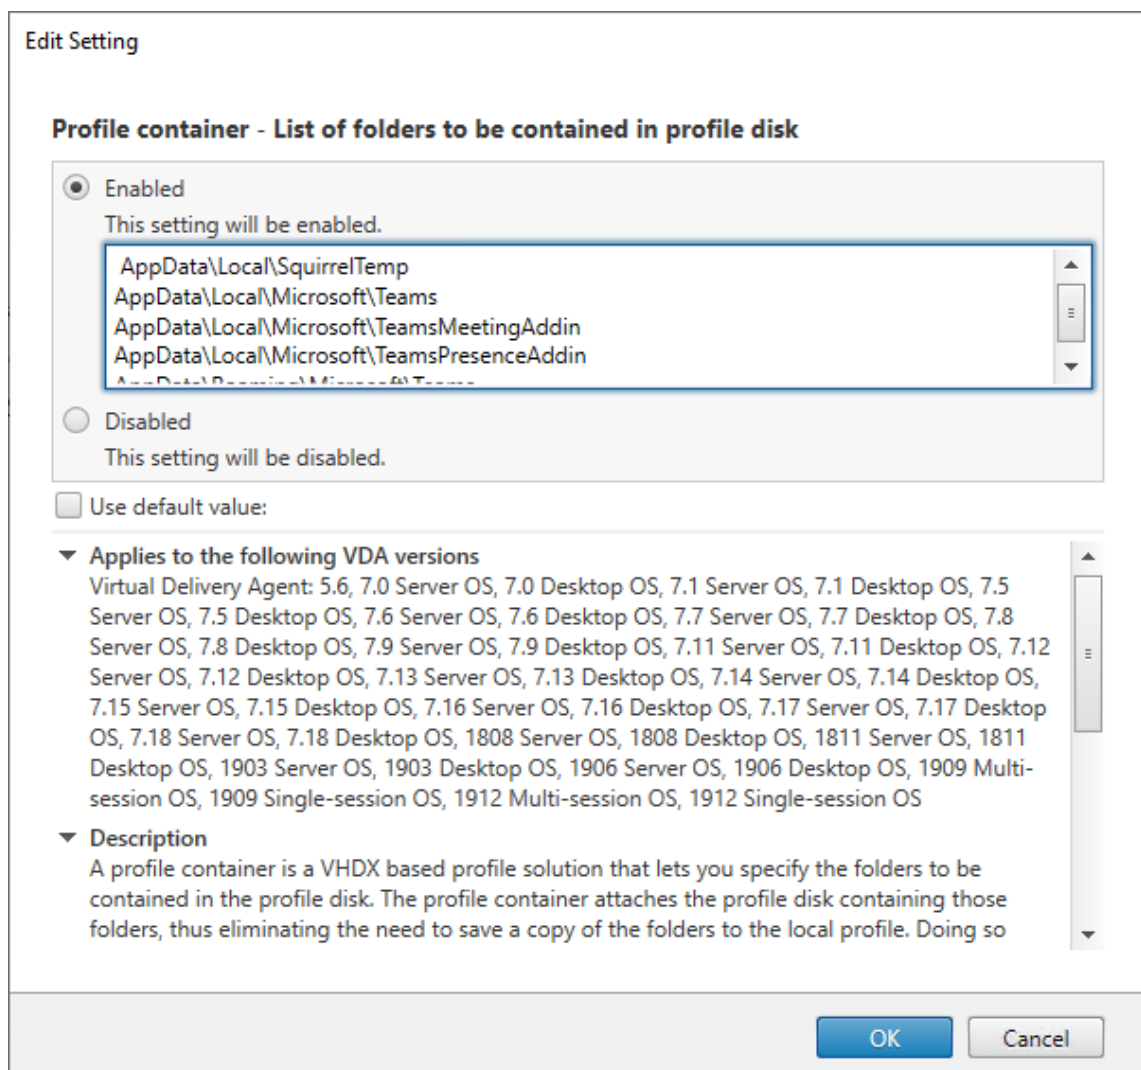 Edit Setting
Profile container - List of folders to be contained in profile disk
Enabled
This setting will be enabled.
AppData\Local\SquirrelTemp
AppData\Local\Microsoft\Teams
AppData\Local\Microsoft\TeamsMeetingAddin
AppData\Local\Microsoft\TeamsPresenceAddin
AppData\Roaming\Microsoft\Teams
Disabled
This setting will be disabled.
Use default value:
Applies to the following VDA versions
Virtual Delivery Agent: 5.6, 7.0 Server OS, 7.0 Desktop OS, 7.1 Server OS, 7.1 Desktop OS, 7.5
Server OS, 7.5 Desktop OS, 7.6 Server OS, 7.6 Desktop OS, 7.7 Server OS, 7.7 Desktop OS, 7.8
Server OS, 7.8 Desktop OS, 7.9 Server OS, 7.9 Desktop OS, 7.11 Server OS, 7.11 Desktop OS, 7.12
Server OS, 7.12 Desktop OS, 7.13 Server OS, 7.13 Desktop OS, 7.14 Server OS, 7.14 Desktop OS,
7.15 Server OS, 7.15 Desktop OS, 7.16 Server OS, 7.16 Desktop OS, 7.17 Server OS, 7.17 Desktop
OS, 7.18 Server OS, 7.18 Desktop OS, 1808 Server OS, 1808 Desktop OS, 1811 Server OS, 1811
Desktop OS, 1903 Server OS, 1903 Desktop OS, 1906 Server OS, 1906 Desktop OS, 1909 Multi-
session OS, 1909 Single-session OS, 1912 Multi-session OS, 1912 Single-session OS
Description
A profile container is a VHDX based profile solution that lets you specify the folders to be
contained in the profile disk. The profile container attaches the profile disk containing those
folders, thus eliminating the need to save a copy of the folders to the local profile. Doing so
OK
Cancel